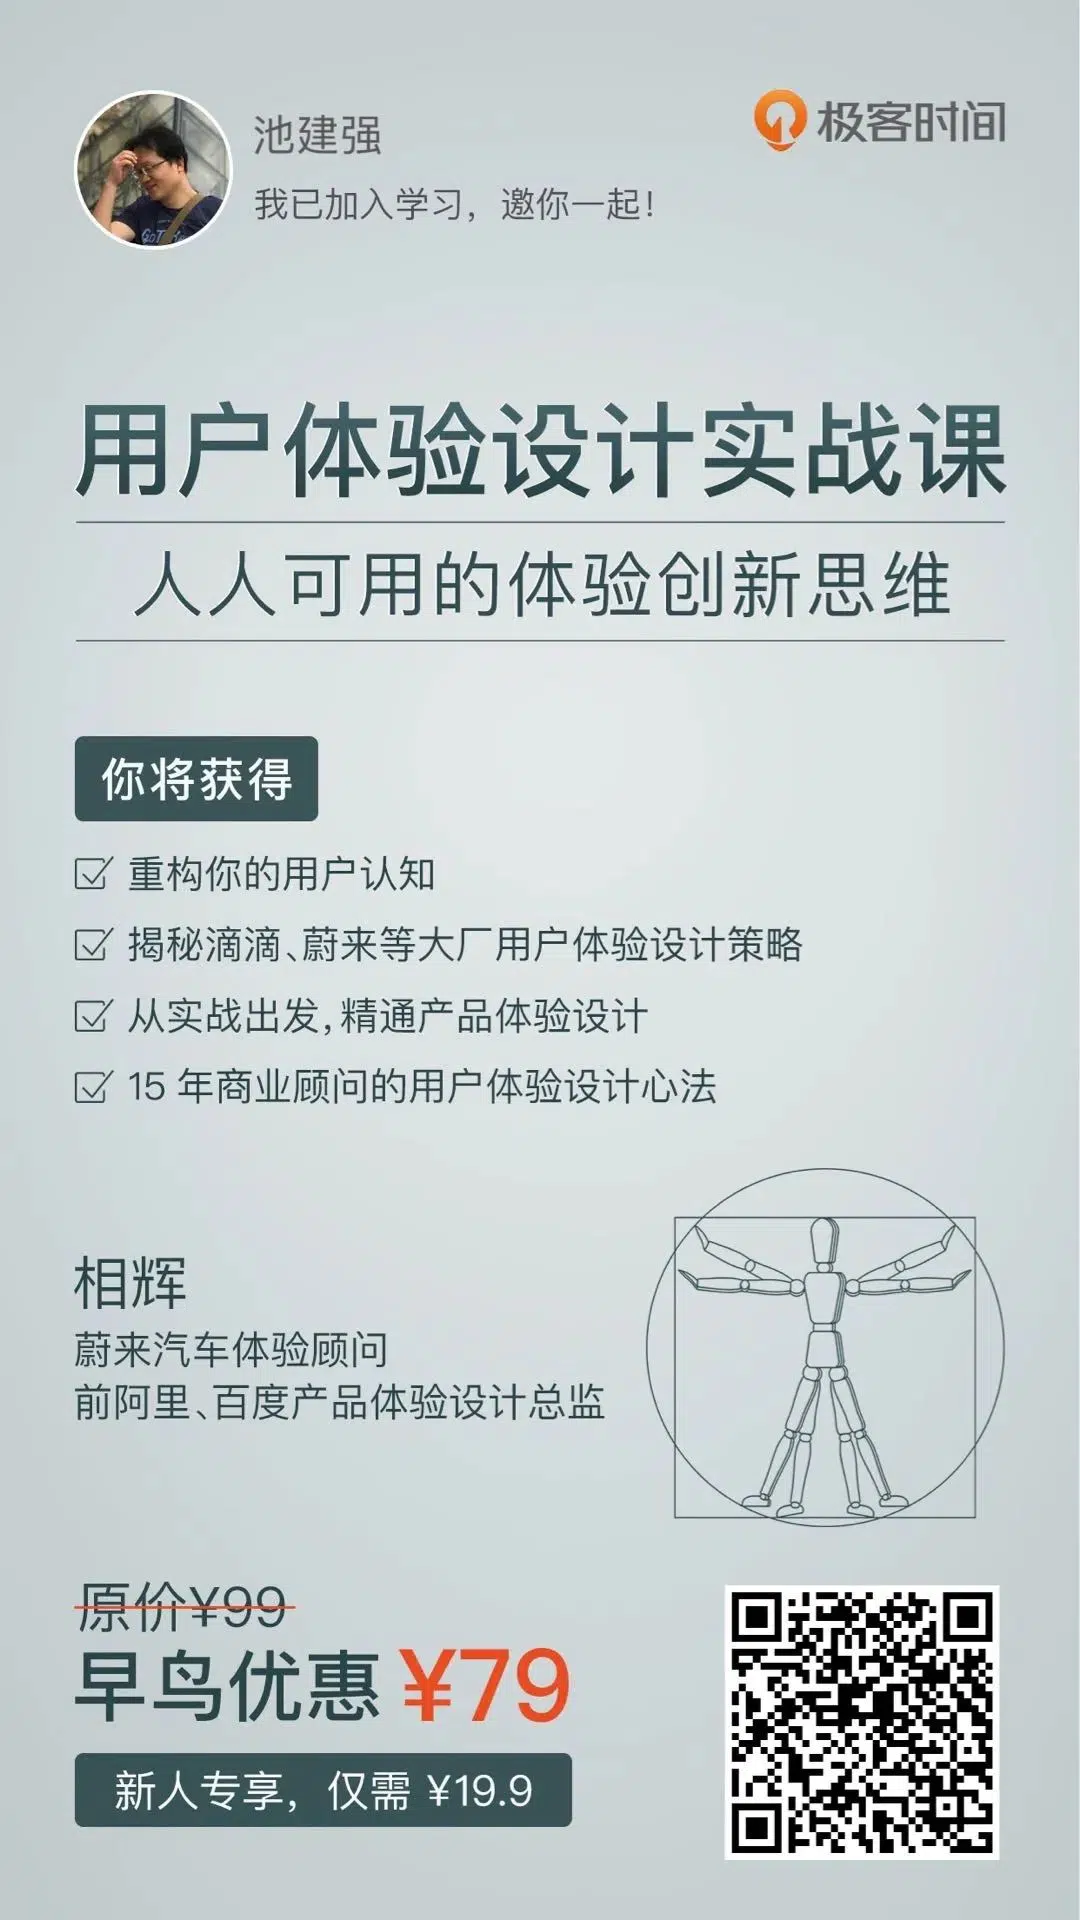 池建强
极客时间
我已加入学习，邀你一起！
用户体验设计实战课
人人可用的体验创新思维
你将获得
重构你的用户认知
揭秘滴滴、蔚来等大厂用户体验设计策略
从实战出发，精通产品体验设计
15 年商业顾问的用户体验设计心法
相辉
蔚来汽车体验顾问
前阿里、百度产品体验设计总监
原价¥99
早鸟优惠 ¥79
新人专享，仅需 ¥19.9